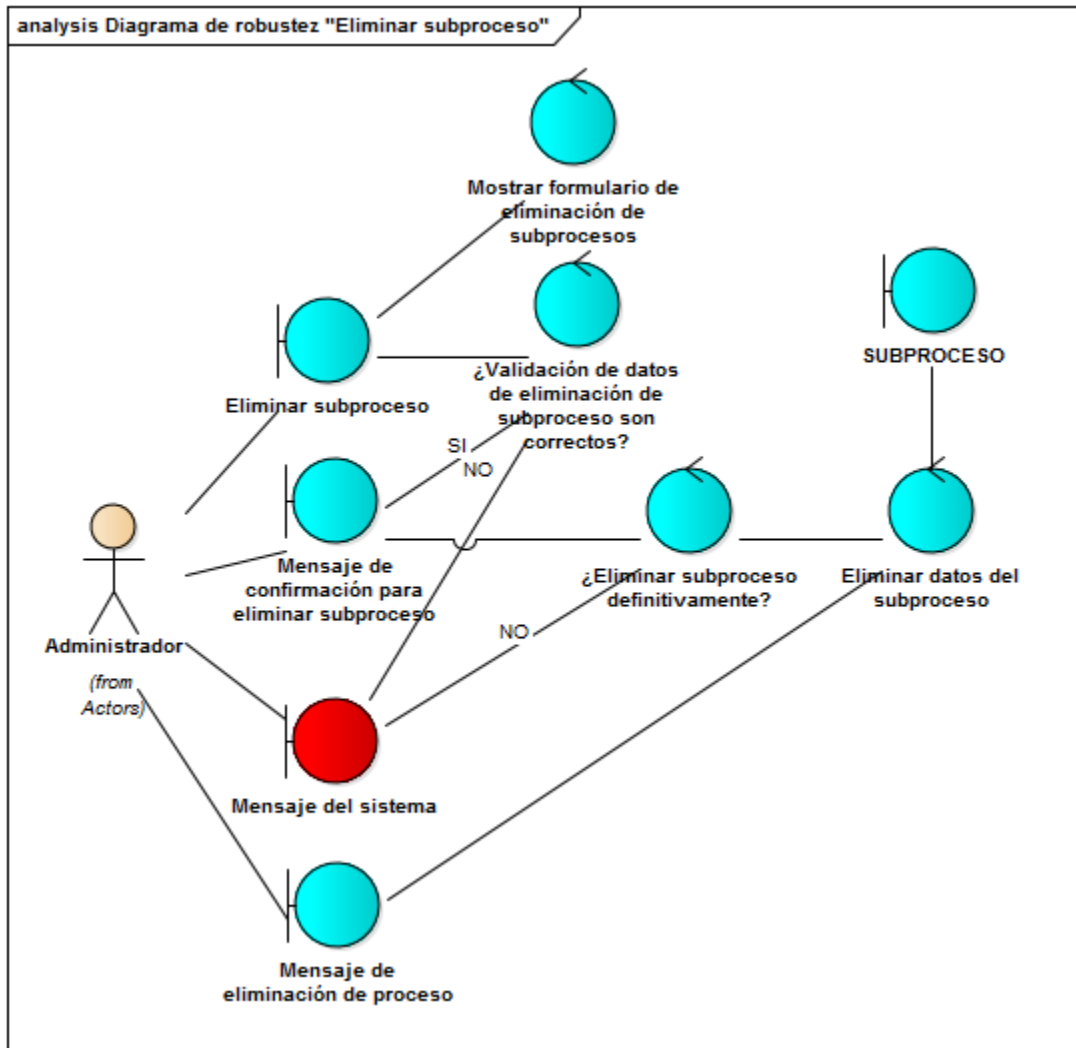 analysis Diagrama de robustez "Eliminar subproceso"
Mostrar formulario de
eliminación de
subprocesos
SUBPROCESO
¿Validación de datos
de eliminación de
subproceso son
correctos?
Eliminar subproceso
SI
NO
Mensaje de
confirmación para
eliminar subproceso
¿Eliminar subproceso
definitivamente?
Eliminar datos del
subproceso
NO
Administrador
(from
Actors)
Mensaje del sistema
Mensaje de
eliminación de proceso